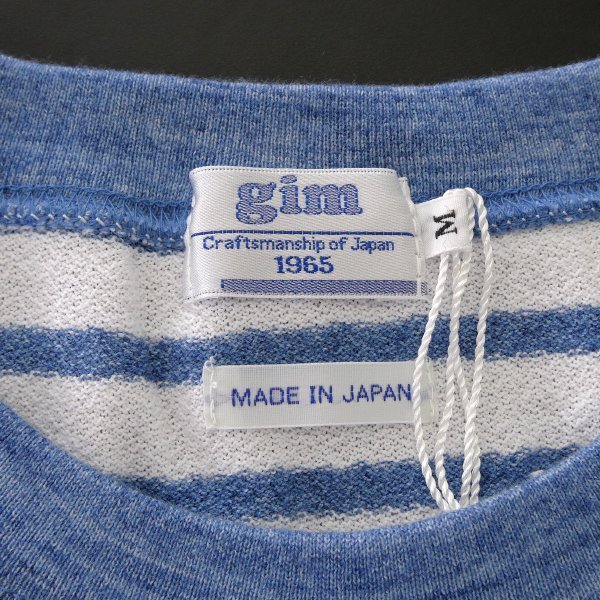 gim
Craftsmanship of Japan
1965
M
MADE IN JAPAN